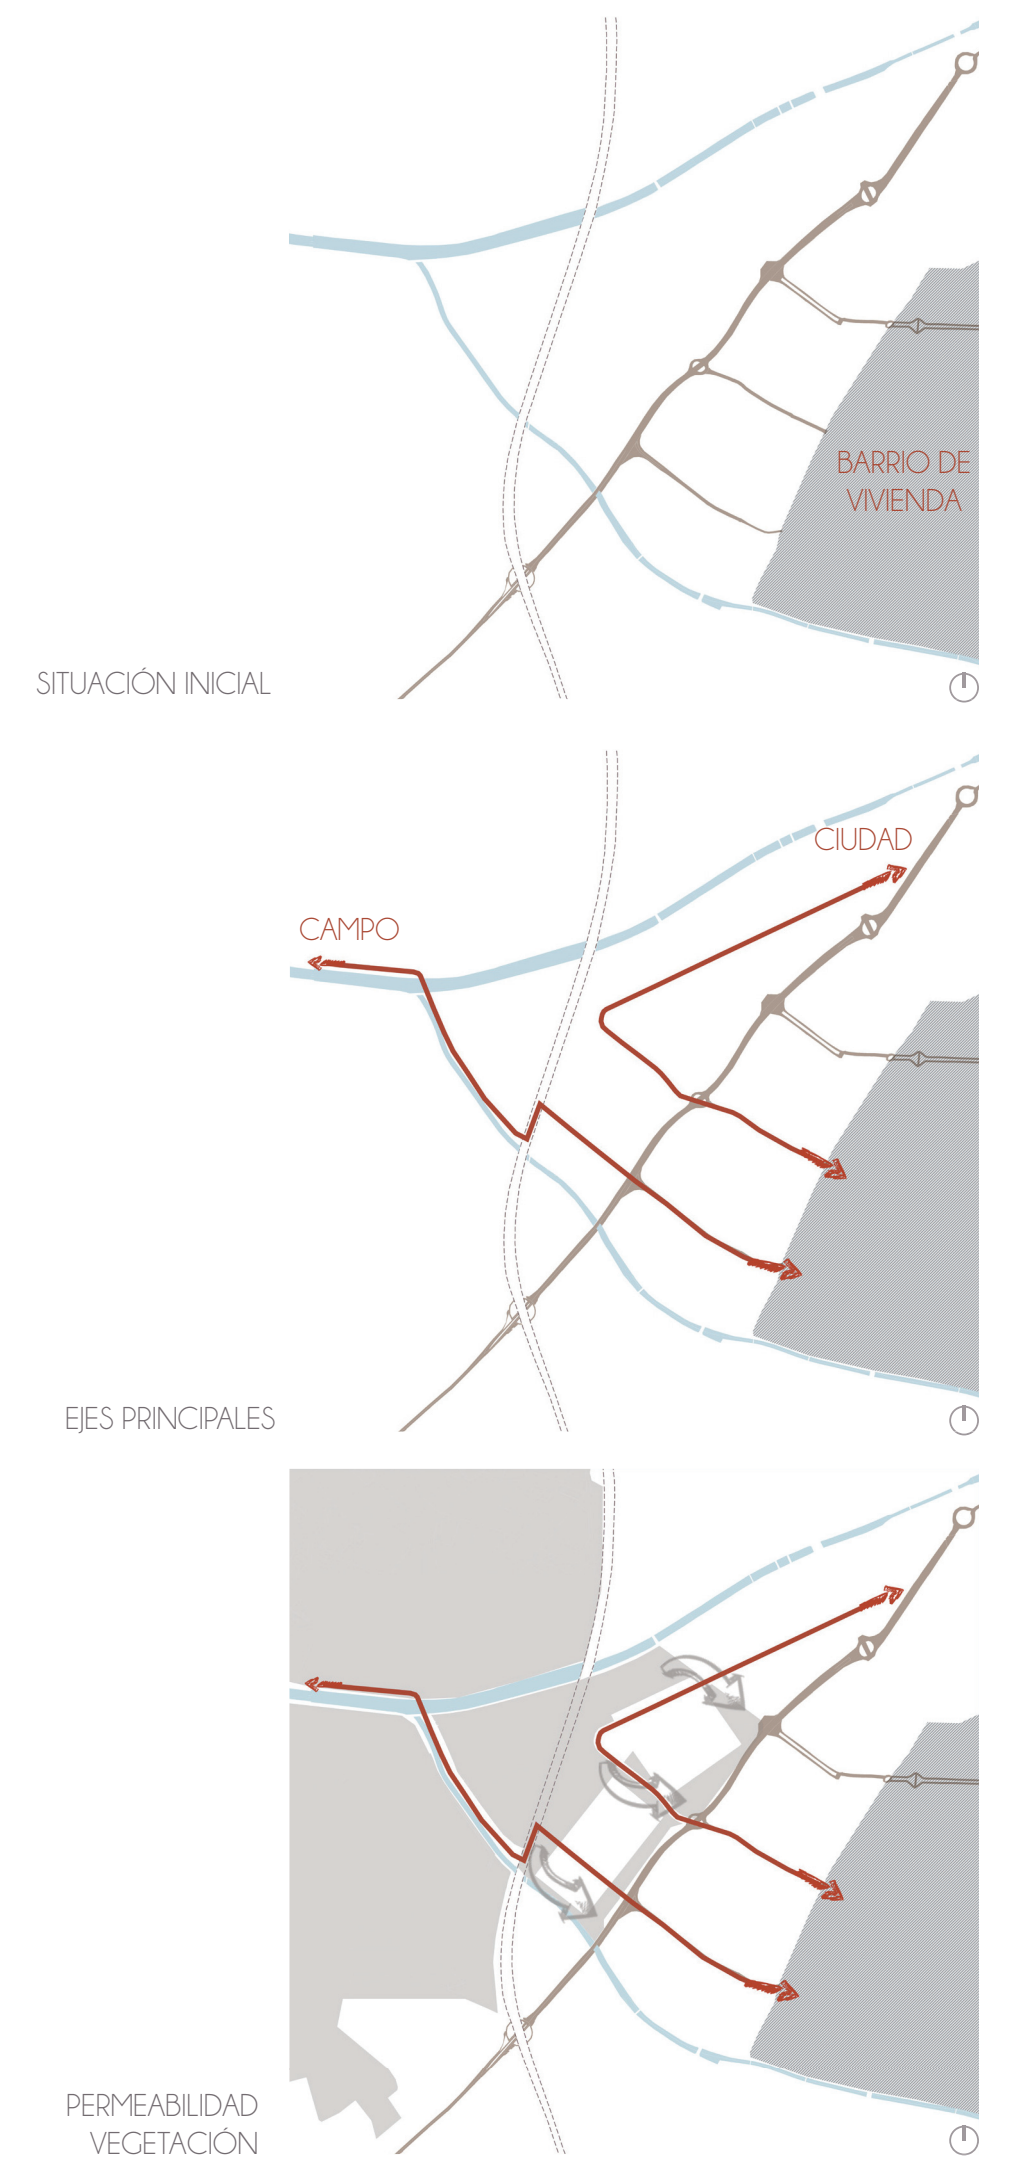 BARRIO DE
VIVIENDA
SITUACIÓN INICIAL
CIUDAD
CAMPO
EJES PRINCIPALES
PERMEABILIDAD
VEGETACIÓN